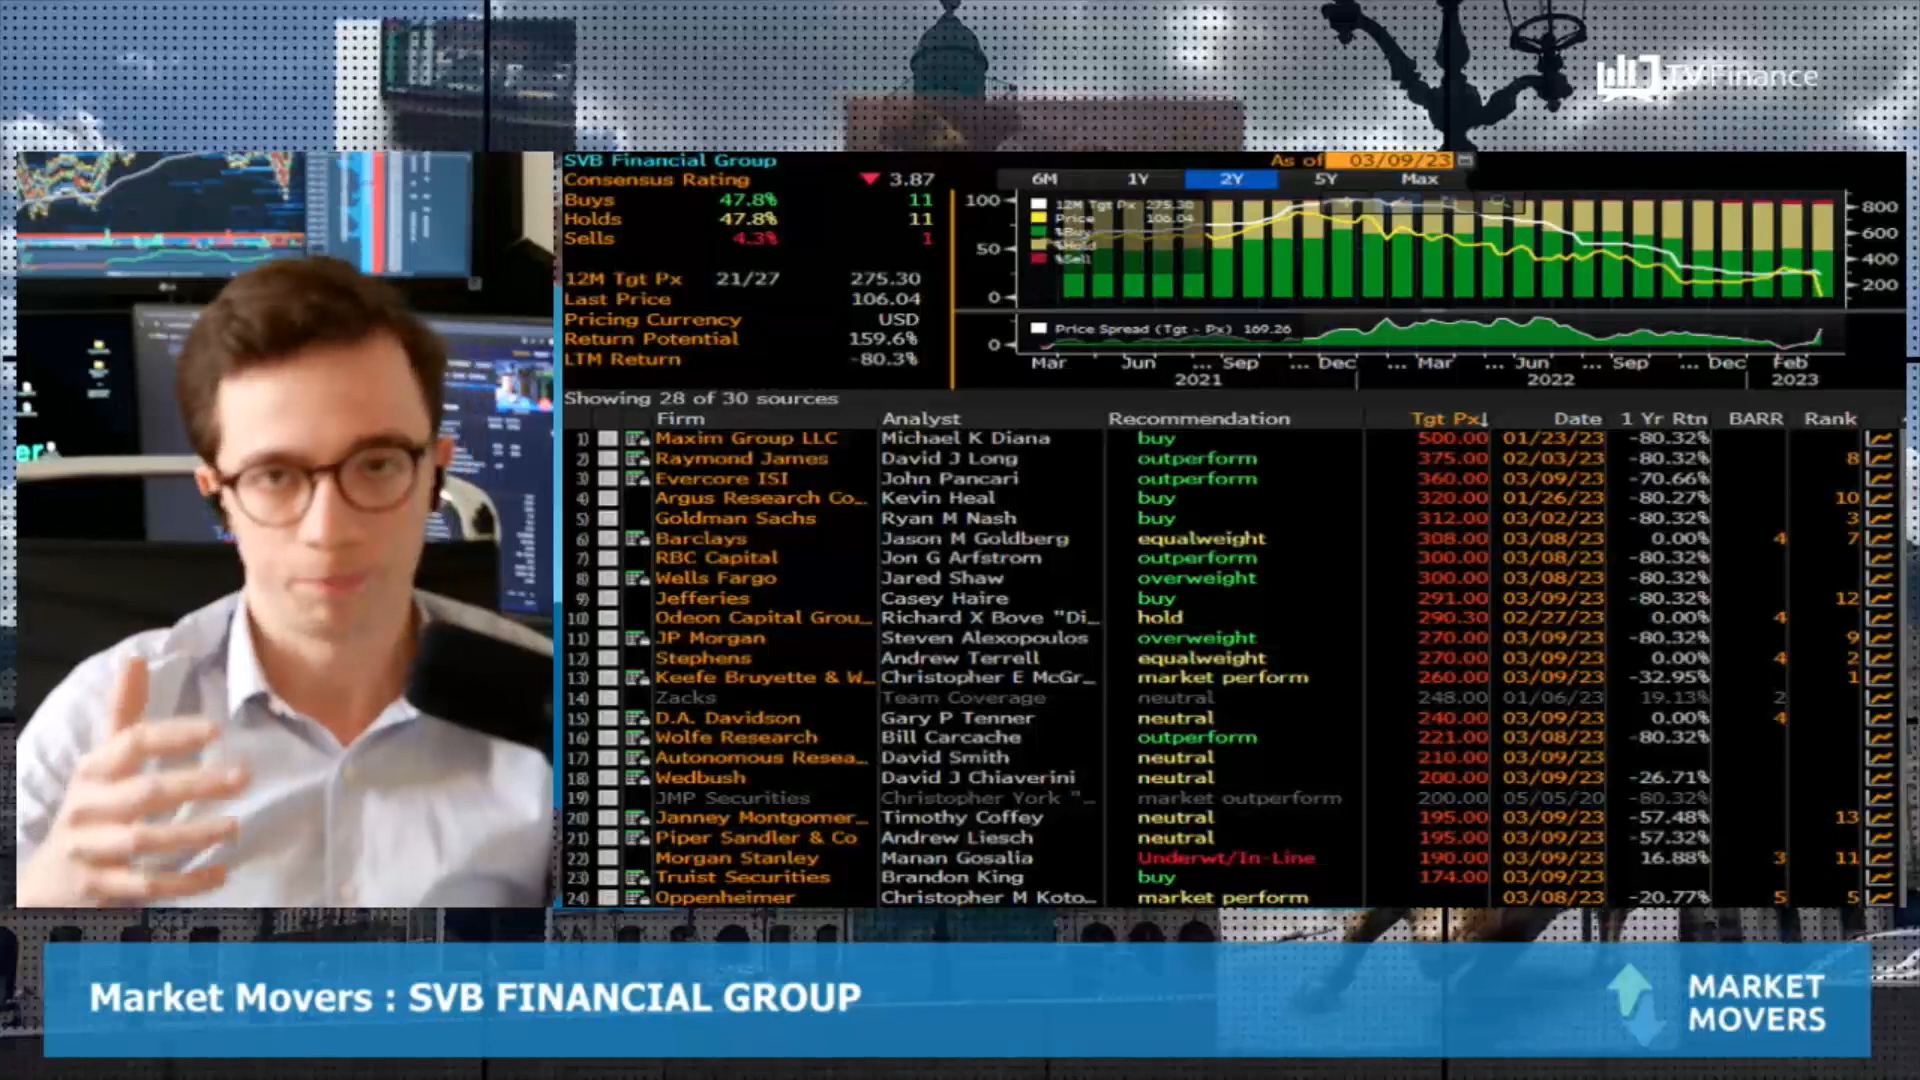 TV Finance
SVB Financial Group
As of 03/09/23
Consensus Rating 3.87
Buys 47.8% 11
Holds 47.8% 11
Sells 4.3% 1
12M Tgt Px 21/27 275.30
Last Price 106.04
Pricing Currency USD
Return Potential 159.6%
LTM Return -80.3%
6M 1Y 2Y 5Y Max
12M Tgt Px 275.30
Price 106.04
%Buy
%Hold
%Sell
100
50
0
800
600
400
200
Price Spread (Tgt - Px) 169.26
0
Mar Jun ... Sep ... Dec ... Mar ... Jun ... Sep ... Dec Feb
2021 2022 2023
Showing 28 of 30 sources
Firm Analyst Recommendation Tgt Px↓ Date 1 Yr Rtn BARR Rank
1) Maxim Group LLC Michael K Diana buy 500.00 01/23/23 -80.32%
2) Raymond James David J Long outperform 375.00 02/03/23 -80.32% 8
3) Evercore ISI John Pancari outperform 360.00 03/09/23 -70.66%
4) Argus Research Co… Kevin Heal buy 320.00 01/26/23 -80.27% 10
5) Goldman Sachs Ryan M Nash buy 312.00 03/02/23 -80.32% 3
6) Barclays Jason M Goldberg equalweight 308.00 03/08/23 0.00% 4 7
7) RBC Capital Jon G Arfstrom outperform 300.00 03/08/23 -80.32%
8) Wells Fargo Jared Shaw overweight 300.00 03/08/23 -80.32%
9) Jefferies Casey Haire buy 291.00 03/09/23 -80.32% 12
10) Odeon Capital Grou… Richard X Bove "Di… hold 290.30 02/27/23 0.00% 4
11) JP Morgan Steven Alexopoulos overweight 270.00 03/09/23 -80.32% 9
12) Stephens Andrew Terrell equalweight 270.00 03/09/23 0.00% 4 2
13) Keefe Bruyette & W… Christopher E McGr… market perform 260.00 03/09/23 -32.95% 1
14) Zacks Team Coverage neutral 248.00 01/06/23 19.13% 2
15) D.A. Davidson Gary P Tenner neutral 240.00 03/09/23 0.00% 4
16) Wolfe Research Bill Carcache outperform 221.00 03/08/23 -80.32%
17) Autonomous Resea… David Smith neutral 210.00 03/09/23
18) Wedbush David J Chiaverini neutral 200.00 03/09/23 -26.71%
19) JMP Securities Christopher York "… market outperform 200.00 05/05/20 -80.32%
20) Janney Montgomer… Timothy Coffey neutral 195.00 03/09/23 -57.48% 13
21) Piper Sandler & Co Andrew Liesch neutral 195.00 03/09/23 -57.32%
22) Morgan Stanley Manan Gosalia Underwt/In-Line 190.00 03/09/23 16.88% 3 11
23) Truist Securities Brandon King buy 174.00 03/09/23
24) Oppenheimer Christopher M Koto… market perform 03/08/23 -20.77% 5 5
Market Movers : SVB FINANCIAL GROUP
MARKET
MOVERS